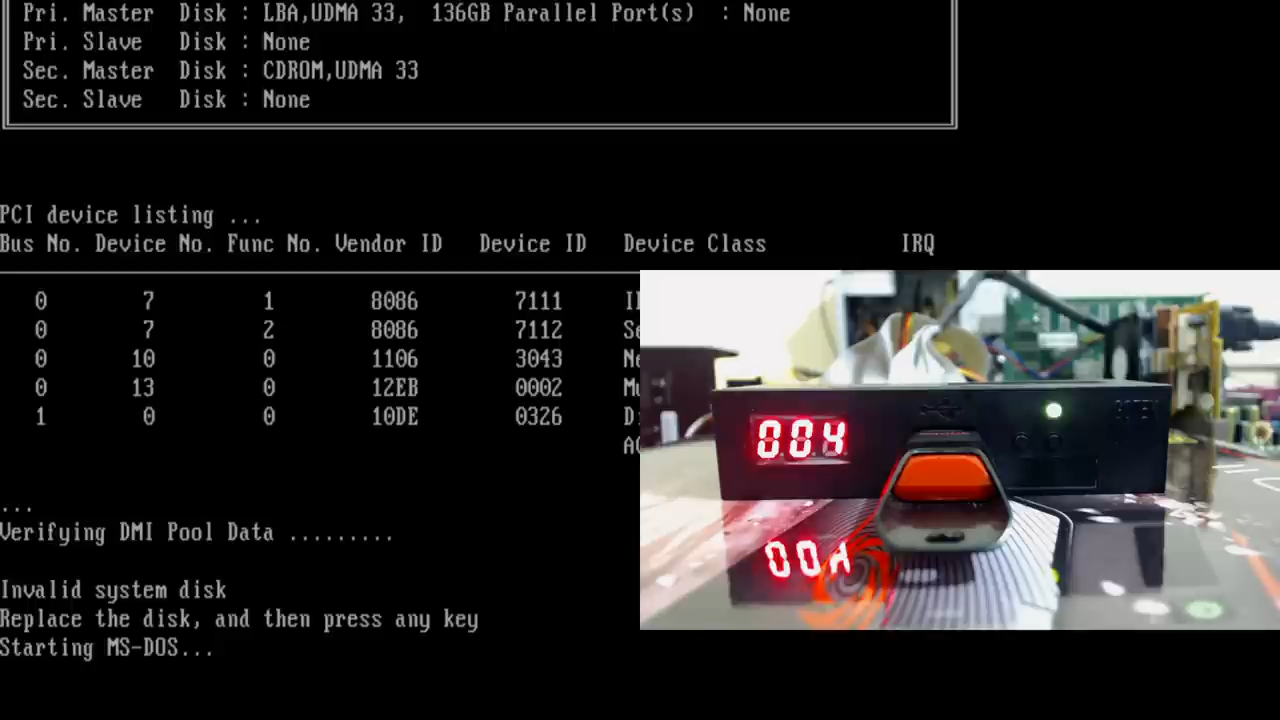 Pri. Master Disk : LBA,UDMA 33, 136GB Parallel Port(s) : None
Pri. Slave Disk : None
Sec. Master Disk : CDROM,UDMA 33
Sec. Slave Disk : None
PCI device listing ...
Bus No. Device No. Func No. Vendor ID Device ID Device Class IRQ
0 7 1 8086 7111
0 7 2 8086 7112
0 10 0 1106 3043
0 13 0 12EB 0002
1 0 0 10DE 0326
004
...
Verifying DMI Pool Data .........
Invalid system disk
Replace the disk, and then press any key
Starting MS-DOS...